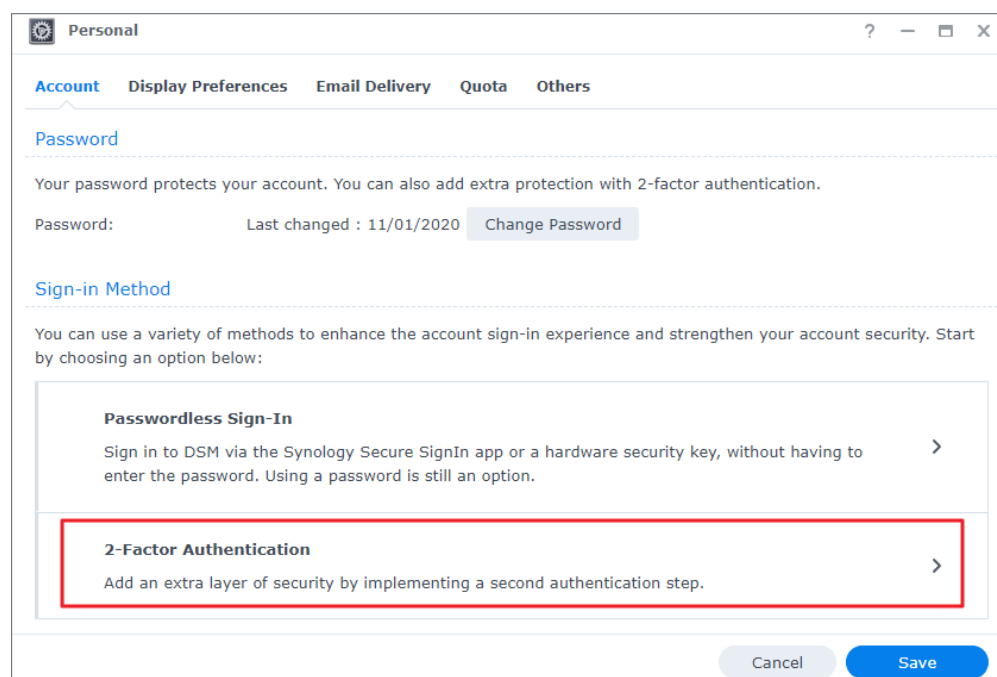 Personal
Account Display Preferences Email Delivery Quota Others
Password
Your password protects your account. You can also add extra protection with 2-factor authentication.
Password: Last changed : 11/01/2020 Change Password
Sign-in Method
You can use a variety of methods to enhance the account sign-in experience and strengthen your account security. Start
by choosing an option below:
Passwordless Sign-In
Sign in to DSM via the Synology Secure SignIn app or a hardware security key, without having to
enter the password. Using a password is still an option.
2-Factor Authentication
Add an extra layer of security by implementing a second authentication step.
Cancel Save